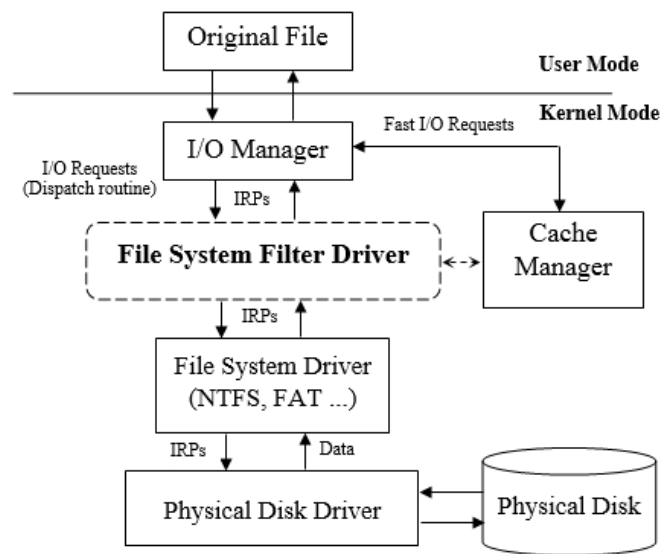 Original File
User Mode
Kernel Mode
Fast I/O Requests
I/O Manager
I/O Requests
(Dispatch routine)
IRPs
File System Filter Driver
Cache
Manager
IRPs
File System Driver
(NTFS, FAT ...)
IRPs
Data
Physical Disk Driver
Physical Disk